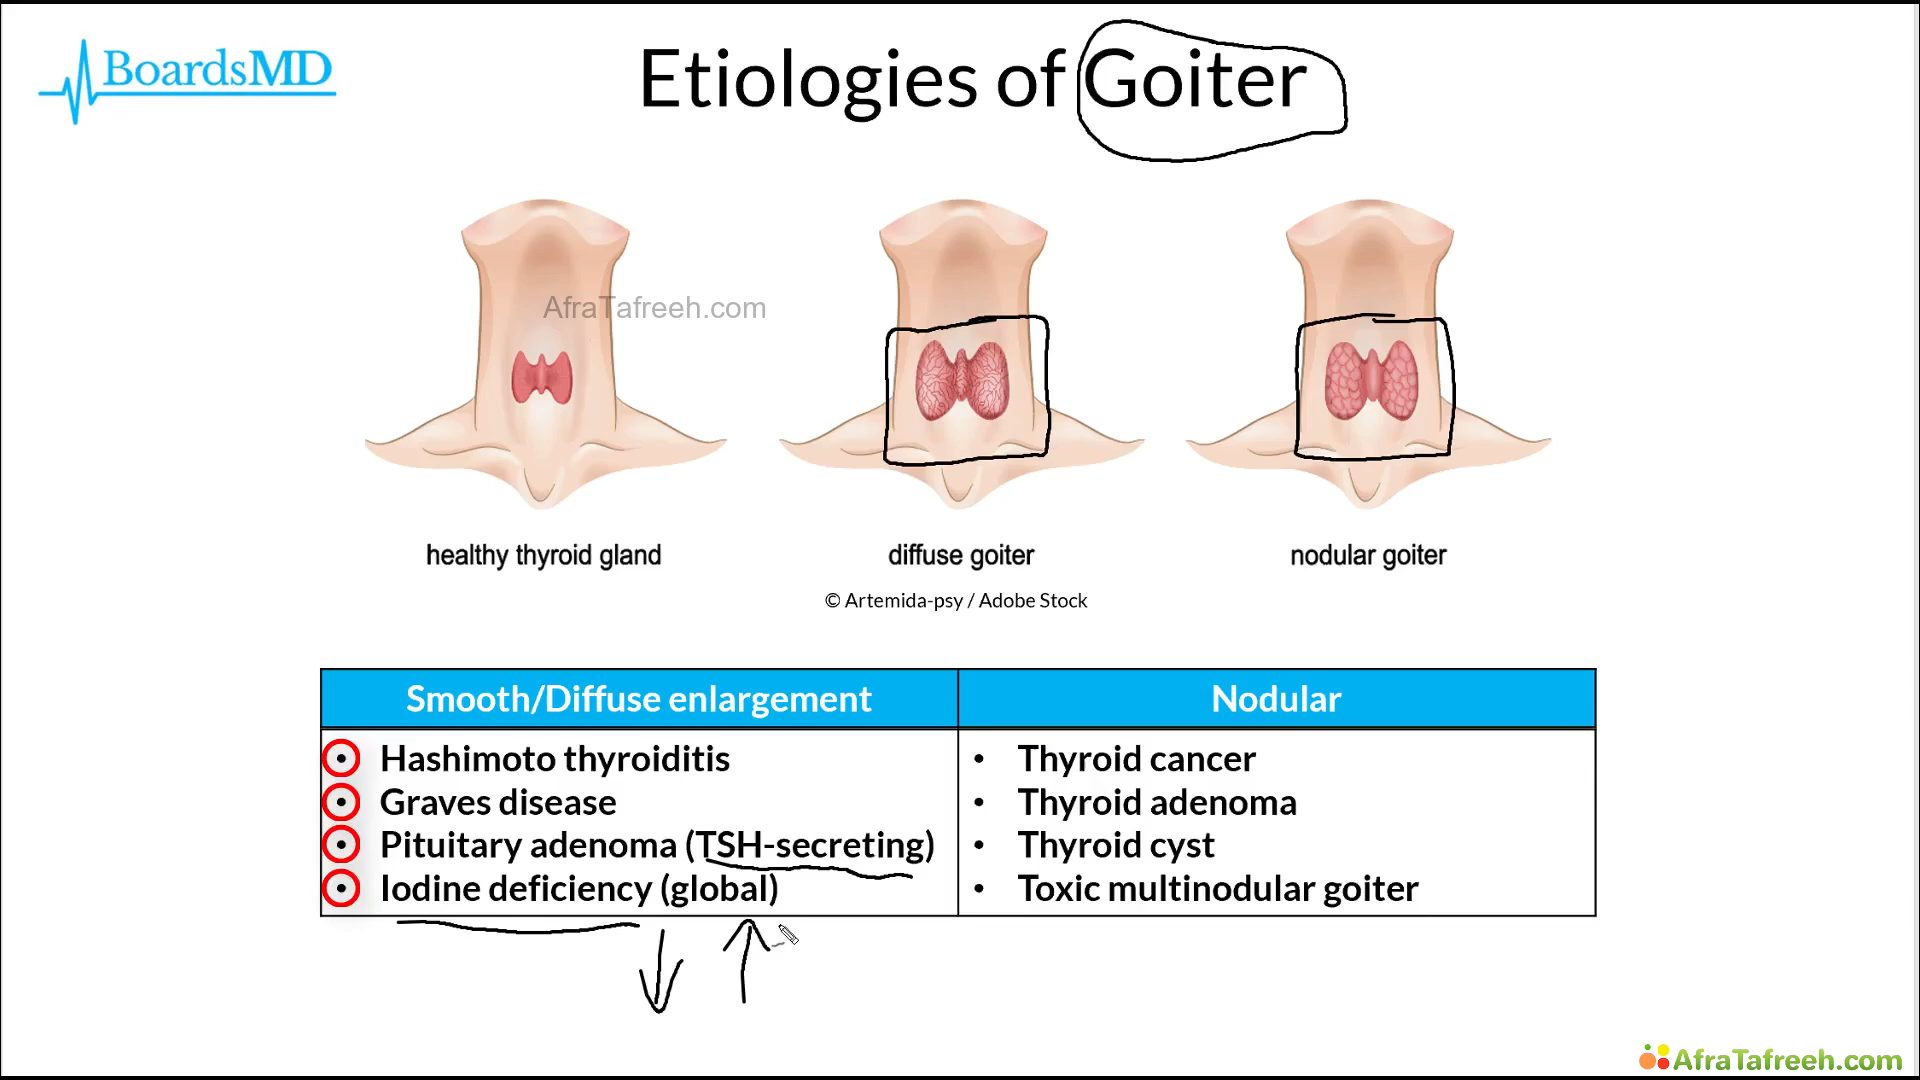 BoardsMD
Etiologies of Goiter
AfraTafreeh.com
healthy thyroid gland
diffuse goiter
nodular goiter
© Artemida-psy / Adobe Stock
Smooth/Diffuse enlargement
• Hashimoto thyroiditis
• Graves disease
• Pituitary adenoma (TSH-secreting)
• Iodine deficiency (global)
Nodular
• Thyroid cancer
• Thyroid adenoma
• Thyroid cyst
• Toxic multinodular goiter
AfraTafreeh.com